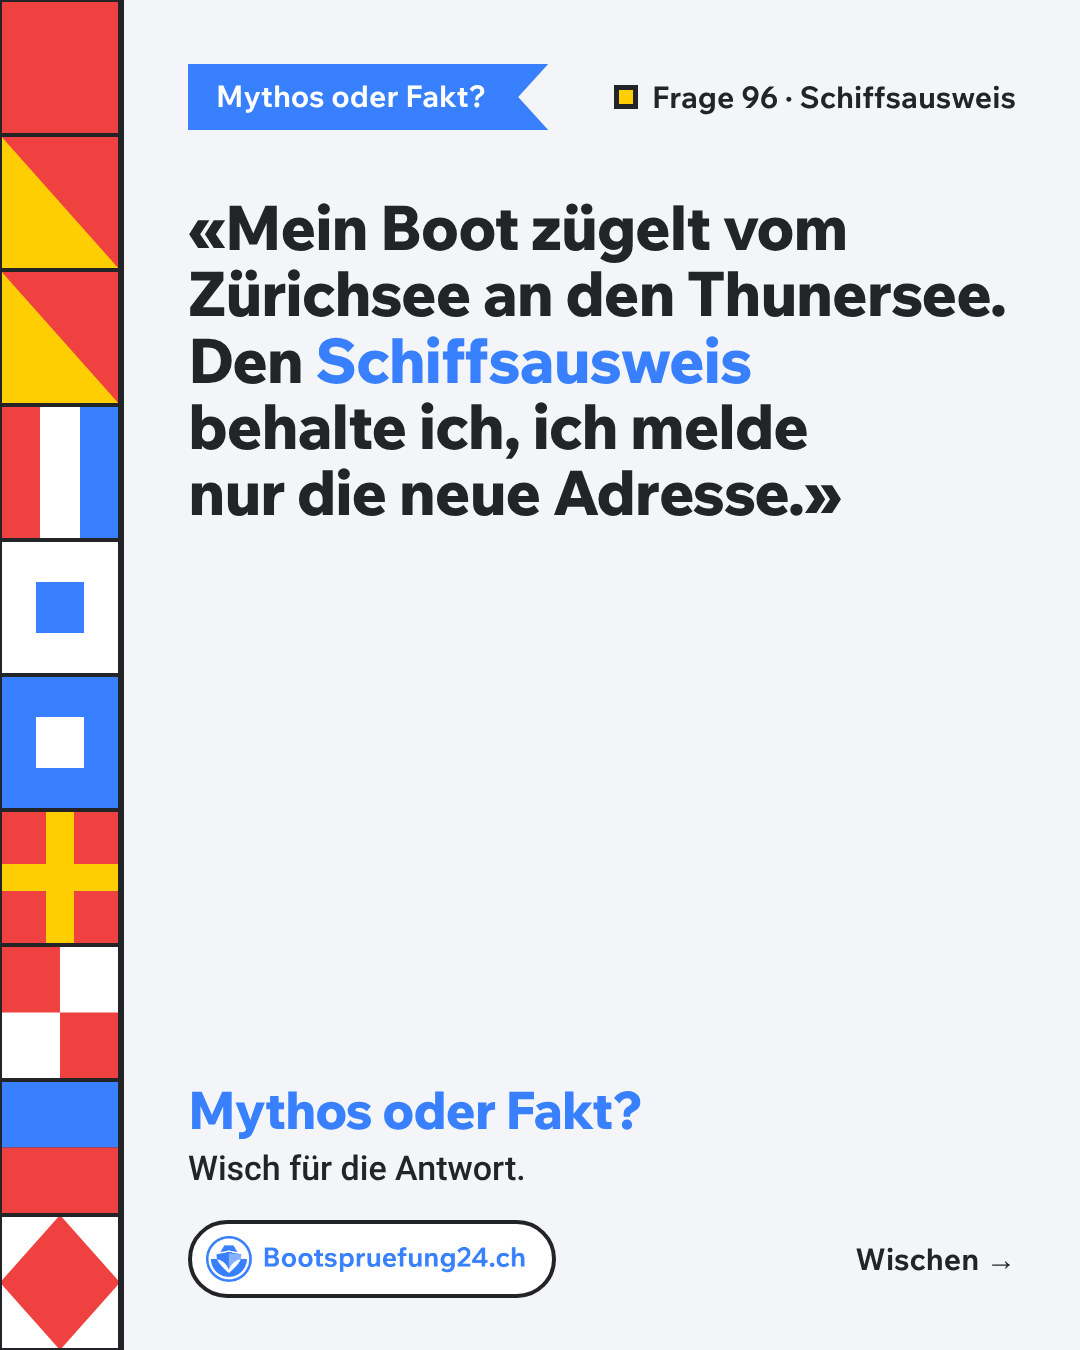 Mythos oder Fakt?
Frage 96 · Schiffsausweis
«Mein Boot zügelt vom
Zürichsee an den Thunersee.
Den Schiffsausweis
behalte ich, ich melde
nur die neue Adresse.»
Mythos oder Fakt?
Wisch für die Antwort.
Bootspruefung24.ch
Wischen →